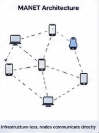 MANET Architecture
Infrastructure-less, nodes communicate directly